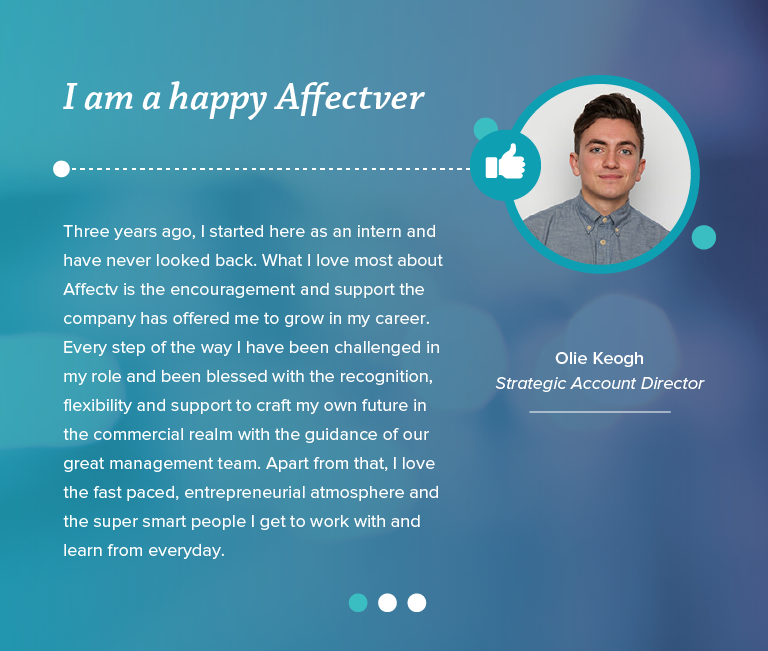 I am a happy Affectver
Three years ago, I started here as an intern and
have never looked back. What I love most about
Affectv is the encouragement and support the
company has offered me to grow in my career.
Every step of the way I have been challenged in
my role and been blessed with the recognition,
flexibility and support to craft my own future in
the commercial realm with the guidance of our
great management team. Apart from that, I love
the fast paced, entrepreneurial atmosphere and
the super smart people I get to work with and
learn from everyday.
Olie Keogh
Strategic Account Director